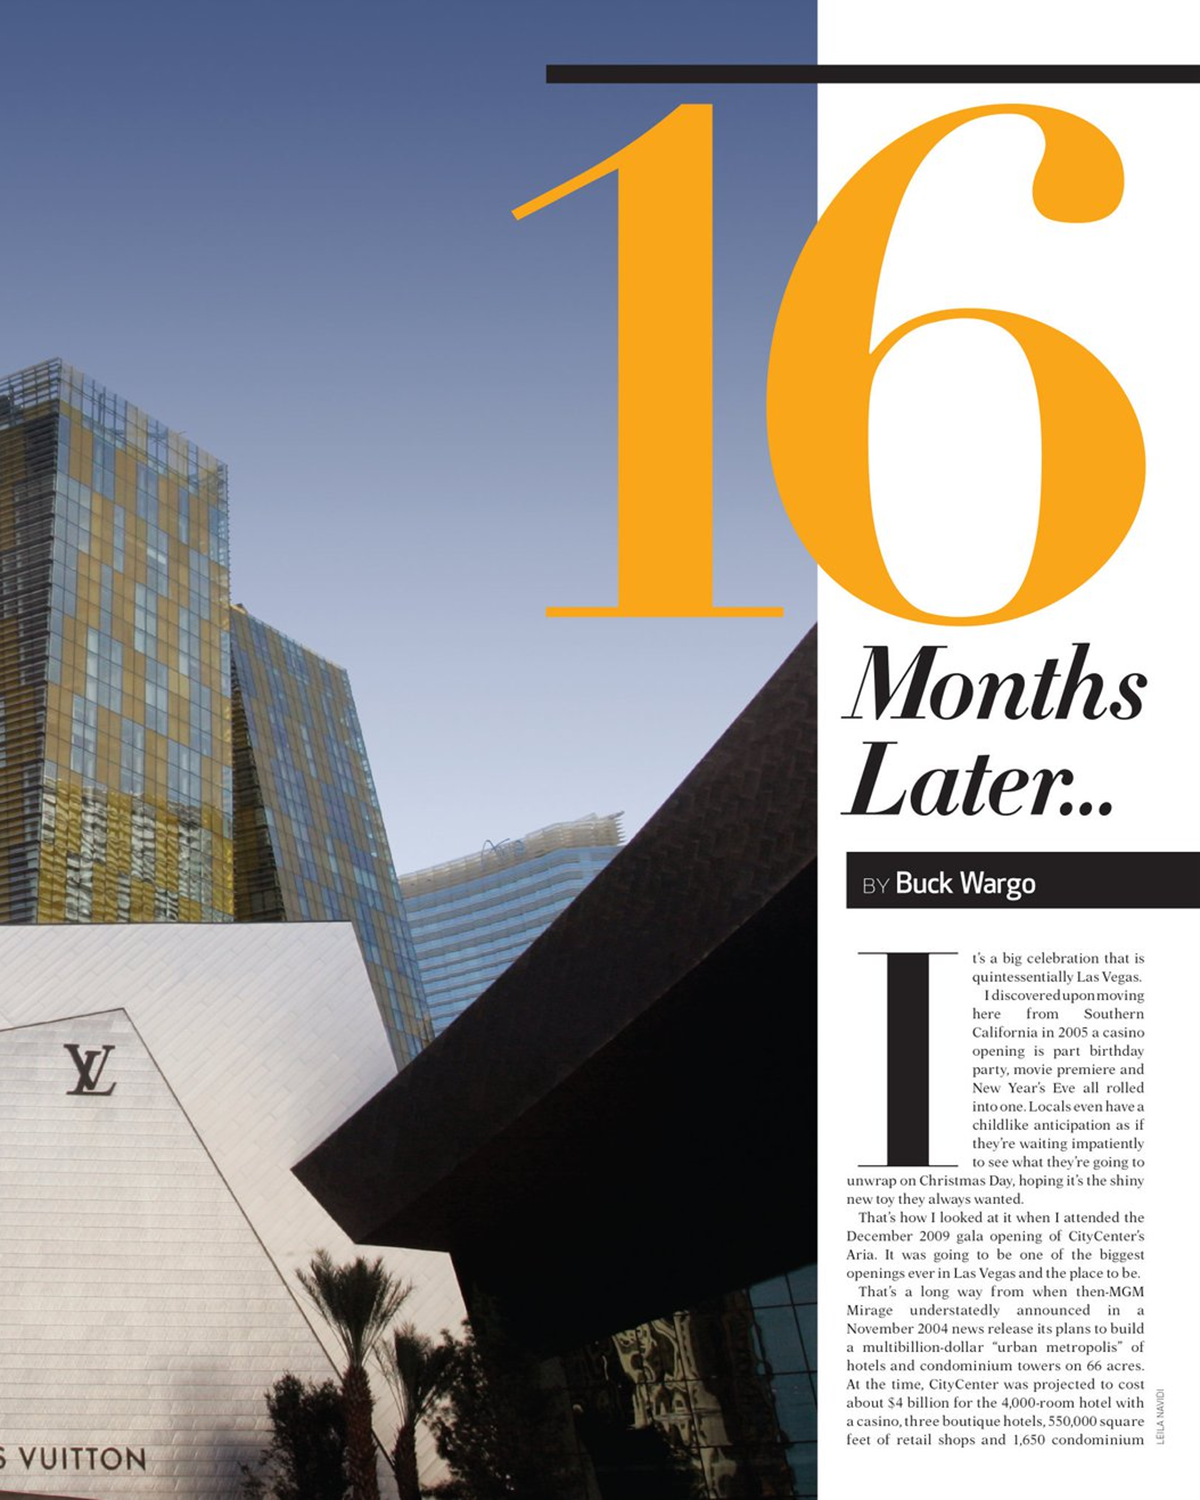 16
Months
Later...
BY Buck Wargo
It's a big celebration that is
quintessentially Las Vegas.
I discovered upon moving
here from Southern
California in 2005 a casino
opening is part birthday
party, movie premiere and
New Year's Eve all rolled
into one. Locals even have a
childlike anticipation as if
they're waiting impatiently
to see what they're going to
unwrap on Christmas Day, hoping it's the shiny
new toy they always wanted.
That's how I looked at it when I attended the
December 2009 gala opening of CityCenter's
Aria. It was going to be one of the biggest
openings ever in Las Vegas and the place to be.
That's a long way from when then-MGM
Mirage understatedly announced in a
November 2004 news release its plans to build
a multibillion-dollar “urban metropolis” of
hotels and condominium towers on 66 acres.
At the time, CityCenter was projected to cost
about $4 billion for the 4,000-room hotel with
a casino, three boutique hotels, 550,000 square
feet of retail shops and 1,650 condominium
LEILA NAVIDI
LV
S VUITTON